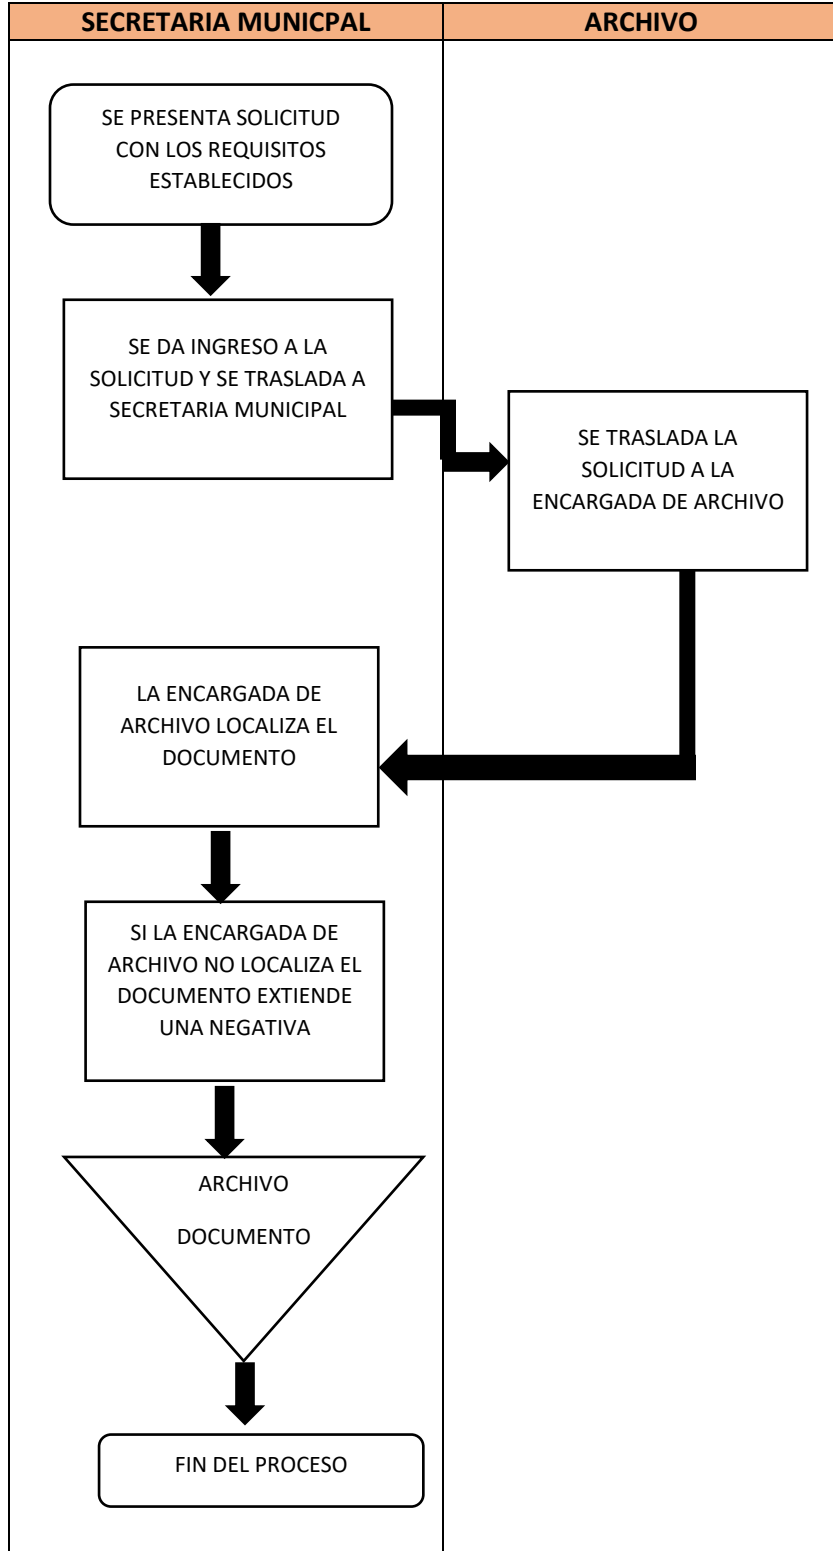 SECRETARIA MUNICPAL
ARCHIVO
SE PRESENTA SOLICITUD
CON LOS REQUISITOS
ESTABLECIDOS
SE DA INGRESO A LA
SOLICITUD Y SE TRASLADA A
SECRETARIA MUNICIPAL
SE TRASLADA LA
SOLICITUD A LA
ENCARGADA DE ARCHIVO
LA ENCARGADA DE
ARCHIVO LOCALIZA EL
DOCUMENTO
SI LA ENCARGADA DE
ARCHIVO NO LOCALIZA EL
DOCUMENTO EXTIENDE
UNA NEGATIVA
ARCHIVO
DOCUMENTO
FIN DEL PROCESO